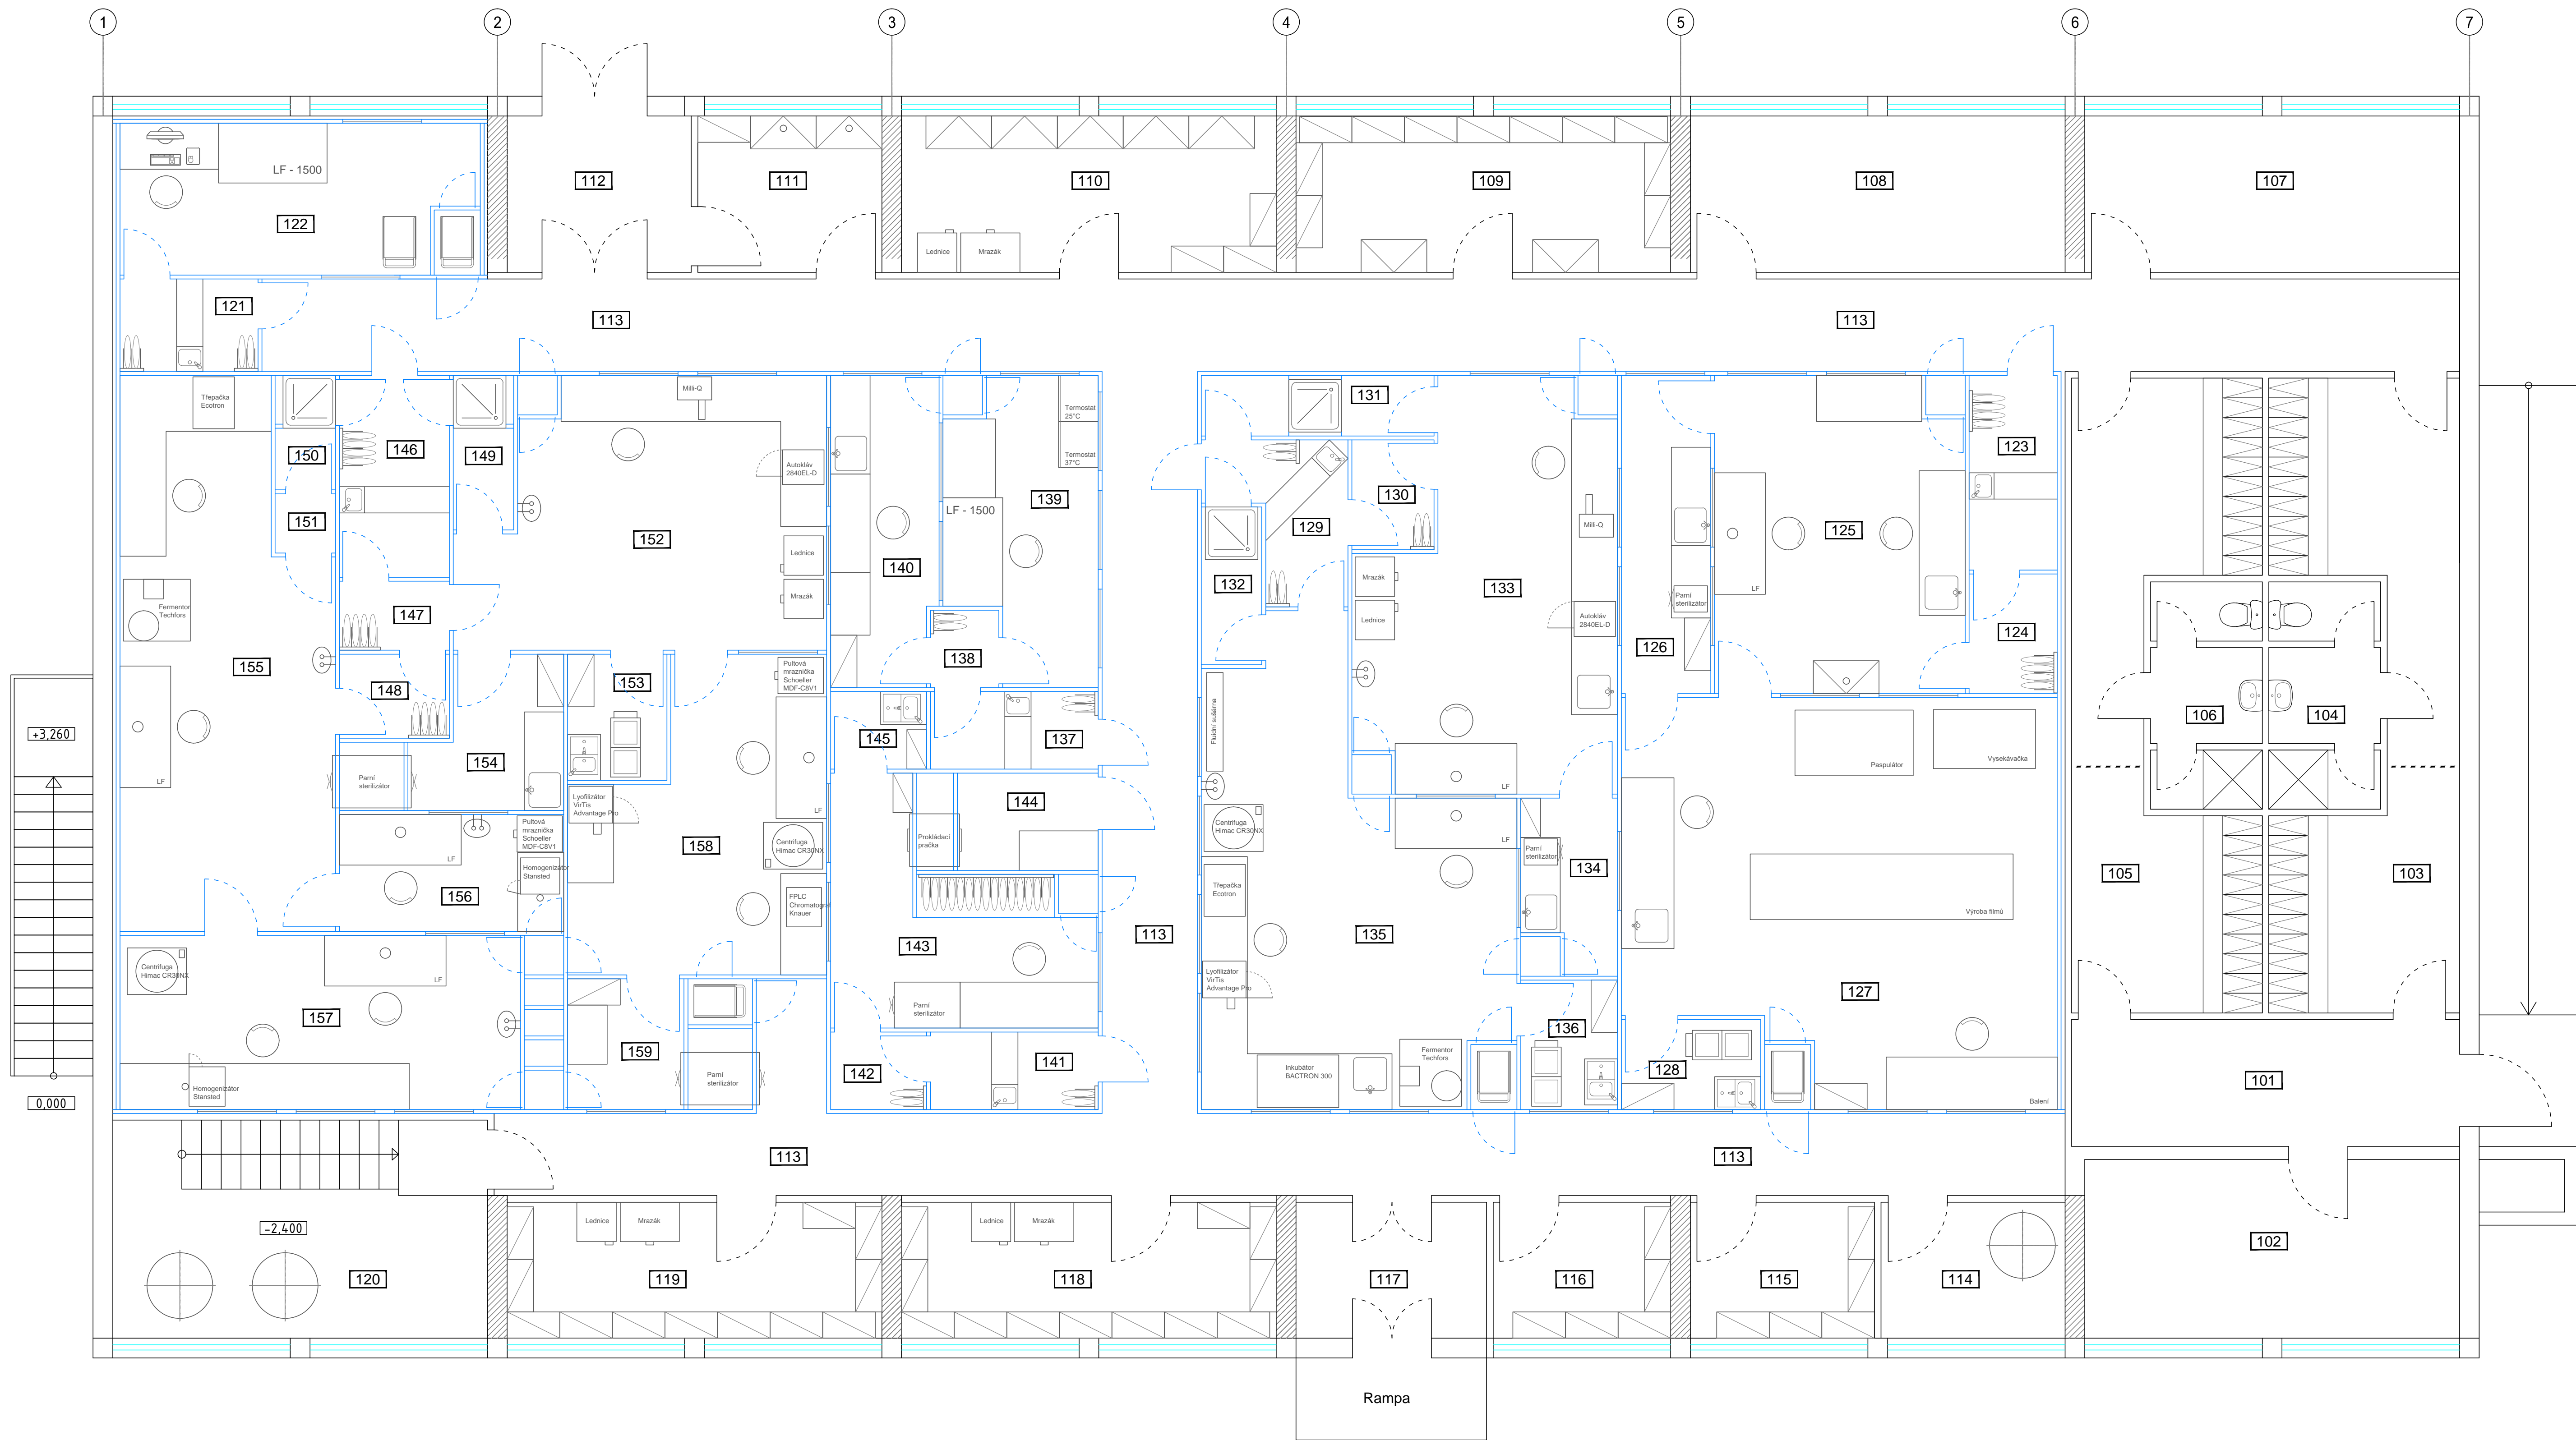 1
2
3
4
5
6
7
LF - 1500
122
112
111
110
Lednice
Mrazák
109
108
107
121
113
113
Třepačka
Ecotron
150
146
149
151
Milli-Q
Autokláv
2840EL-D
152
Lednice
Mrazák
140
Termostat
25°C
Termostat
37°C
139
LF - 1500
138
131
130
129
132
Mrazák
Lednice
133
Milli-Q
Autokláv
2840EL-D
Parní
sterilizátor
126
LF
125
123
124
Fermentor
Techfors
155
147
148
LF
153
Pultová
mraznička
Schoeller
MDF-C8V1
154
Parní
sterilizátor
145
137
144
Fluidní sušárna
LF
Paspulátor
Vysekávačka
106
104
+3,260
0,000
Lyofilizátor
VirTis
Advantage Pro
LF
158
Centrifuga
Himac CR30NX
Prokládací
pračka
Pultová
mraznička
Schoeller
MDF-C8V1
Homogenizátor
Stansted
LF
156
FPLC
Chromatograf
Knauer
143
113
Centrifuga
Himac CR30NX
LF
Parní
sterilizátor
134
Třepačka
Ecotron
135
Lyofilizátor
VirTis
Advantage Pro
Výroba filmů
127
105
103
Centrifuga
Himac CR30NX
LF
157
Homogenizátor
Stansted
159
Parní
sterilizátor
Parní
sterilizátor
142
141
136
Inkubátor
BACTRON 300
Fermentor
Techfors
128
Balení
101
113
113
-2,400
120
Lednice
Mrazák
119
Lednice
Mrazák
118
117
116
115
114
102
Rampa